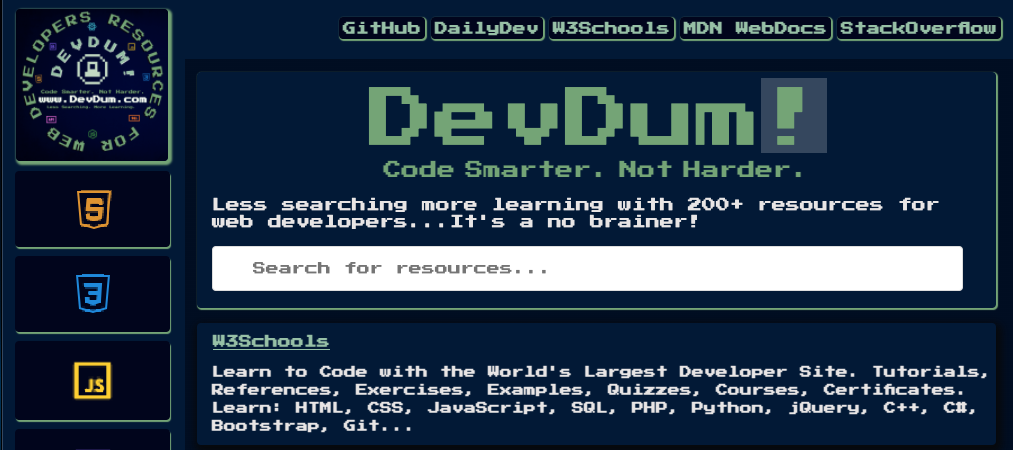 DEVELOPERS RESOURCES FOR WEB
DEVDUM!
Code Smarter. Not Harder.
www.DevDum.com
Less Searching. More Learning.
GitHub DailyDev W3Schools MDN WebDocs StackOverflow
DevDum!
Code Smarter. Not Harder.
Less searching more learning with 200+ resources for
web developers...It's a no brainer!
Search for resources...
5
3
JS
W3Schools
Learn to Code with the World's Largest Developer Site. Tutorials,
References, Exercises, Examples, Quizzes, Courses, Certificates.
Learn: HTML, CSS, JavaScript, SQL, PHP, Python, jQuery, C++, C#,
Bootstrap, Git...